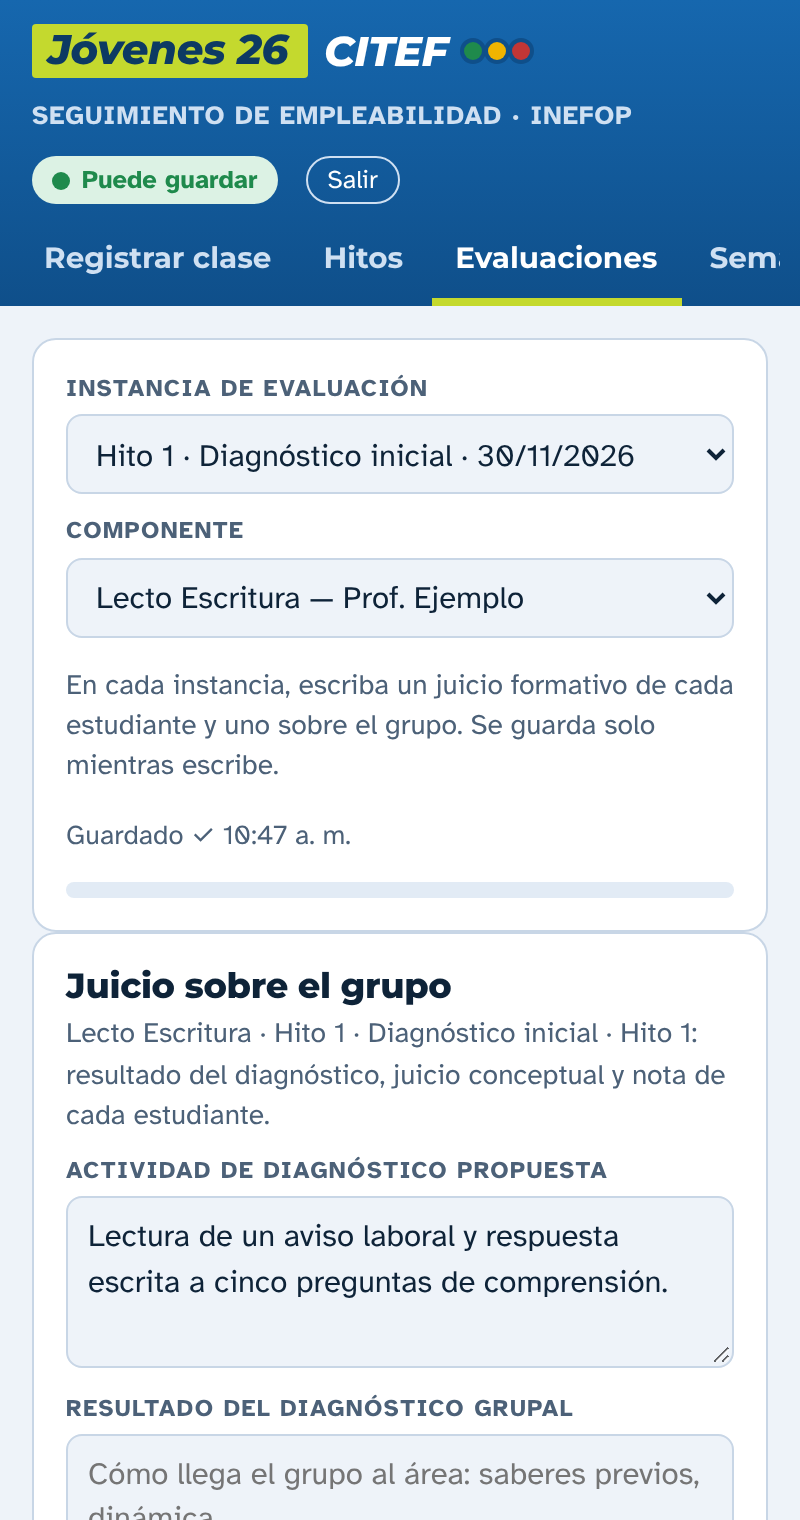 Jóvenes 26 CITEF
SEGUIMIENTO DE EMPLEABILIDAD · INEFOP
Puede guardar Salir
Registrar clase Hitos Evaluaciones
INSTANCIA DE EVALUACIÓN
Hito 1 · Diagnóstico inicial · 30/11/2026
COMPONENTE
Lecto Escritura — Prof. Ejemplo
En cada instancia, escriba un juicio formativo de cada
estudiante y uno sobre el grupo. Se guarda solo
mientras escribe.
Guardado ✓ 10:47 a. m.
Juicio sobre el grupo
Lecto Escritura · Hito 1 · Diagnóstico inicial · Hito 1:
resultado del diagnóstico, juicio conceptual y nota de
cada estudiante.
ACTIVIDAD DE DIAGNÓSTICO PROPUESTA
Lectura de un aviso laboral y respuesta
escrita a cinco preguntas de comprensión.
RESULTADO DEL DIAGNÓSTICO GRUPAL
Cómo llega el grupo al área: saberes previos,
dinámica